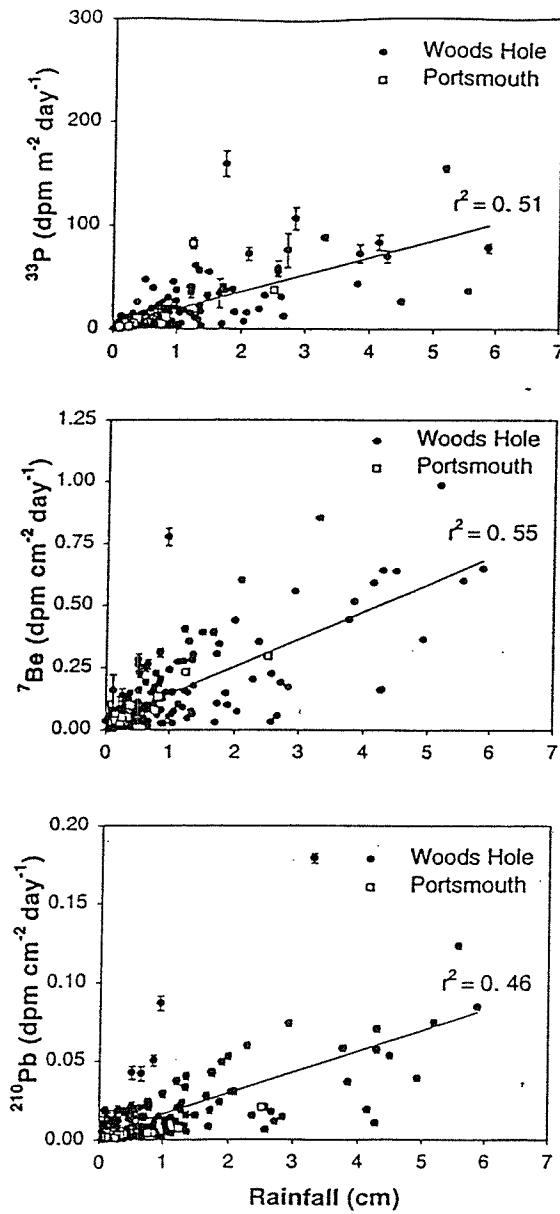 300
200
100
0
³³P (dpm m⁻² day⁻¹)
Woods Hole
Portsmouth
r² = 0. 51
0 1 2 3 4 5 6 7
1.25
1.00
0.75
0.50
0.25
0.00
⁷Be (dpm cm⁻² day⁻¹)
Woods Hole
Portsmouth
r² = 0. 55
0 1 2 3 4 5 6 7
0.20
0.15
0.10
0.05
0.00
²¹⁰Pb (dpm cm⁻² day⁻¹)
Woods Hole
Portsmouth
r² = 0. 46
0 1 2 3 4 5 6 7
Rainfall (cm)